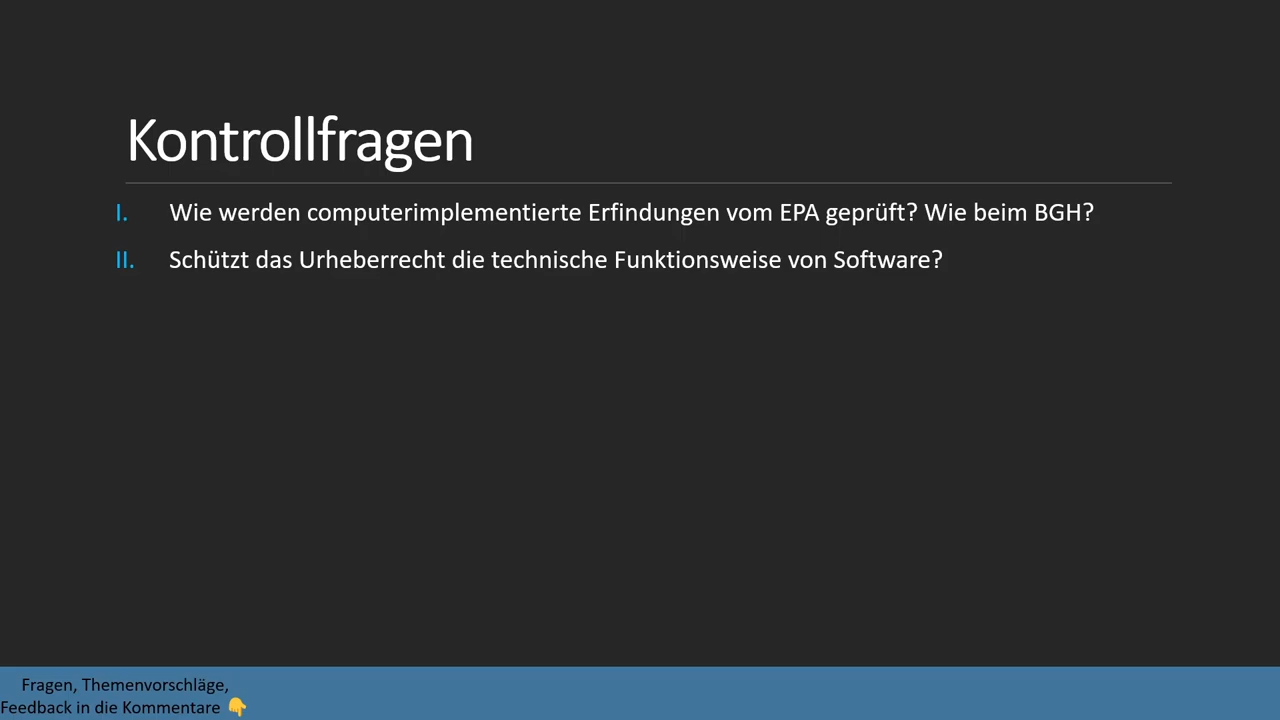 Kontrollfragen
I. Wie werden computerimplementierte Erfindungen vom EPA geprüft? Wie beim BGH?
II. Schützt das Urheberrecht die technische Funktionsweise von Software?
Fragen, Themenvorschläge,
Feedback in die Kommentare 👇